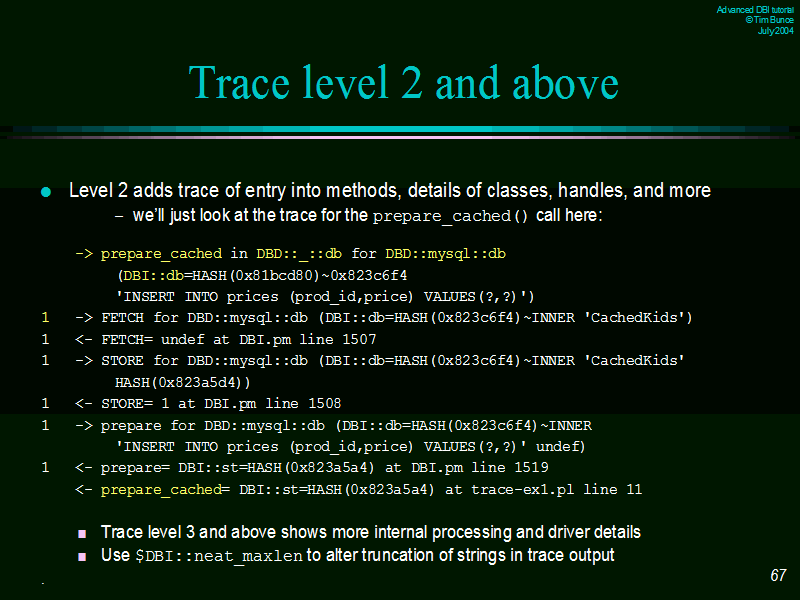 Advanced DBI tutorial
© Tim Bunce
July 2004
Trace level 2 and above
● Level 2 adds trace of entry into methods, details of classes, handles, and more
– we'll just look at the trace for the prepare_cached() call here:
-> prepare_cached in DBD::_::db for DBD::mysql::db
(DBI::db=HASH(0x81bcd80)~0x823c6f4
'INSERT INTO prices (prod_id,price) VALUES(?,?)')
1 -> FETCH for DBD::mysql::db (DBI::db=HASH(0x823c6f4)~INNER 'CachedKids')
1 <- FETCH= undef at DBI.pm line 1507
1 -> STORE for DBD::mysql::db (DBI::db=HASH(0x823c6f4)~INNER 'CachedKids'
HASH(0x823a5d4))
1 <- STORE= 1 at DBI.pm line 1508
1 -> prepare for DBD::mysql::db (DBI::db=HASH(0x823c6f4)~INNER
'INSERT INTO prices (prod_id,price) VALUES(?,?)' undef)
1 <- prepare= DBI::st=HASH(0x823a5a4) at DBI.pm line 1519
<- prepare_cached= DBI::st=HASH(0x823a5a4) at trace-ex1.pl line 11
■ Trace level 3 and above shows more internal processing and driver details
■ Use $DBI::neat_maxlen to alter truncation of strings in trace output
.
67